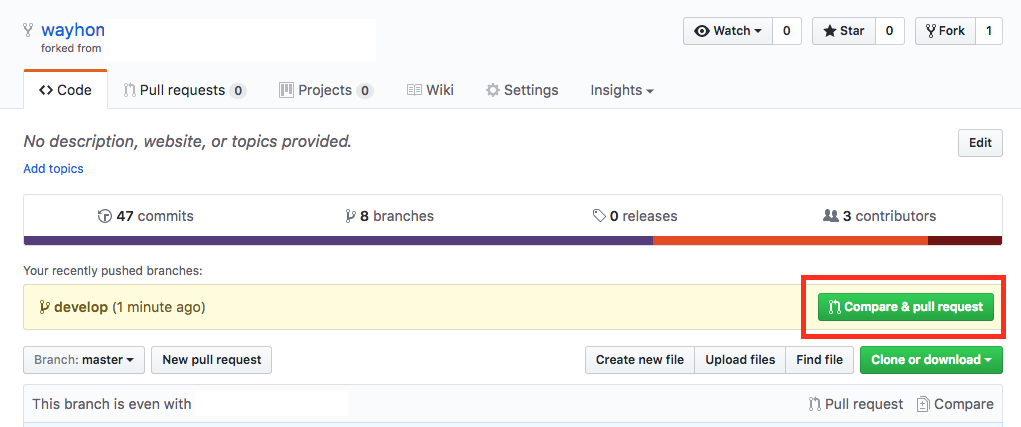 wayhon
Watch 0 Star 0 Fork 1
forked from
Code Pull requests 0 Projects 0 Wiki Settings Insights
No description, website, or topics provided. Edit
Add topics
47 commits 8 branches 0 releases 3 contributors
Your recently pushed branches:
develop (1 minute ago) Compare & pull request
Branch: master New pull request Create new file Upload files Find file Clone or download
This branch is even with Pull request Compare